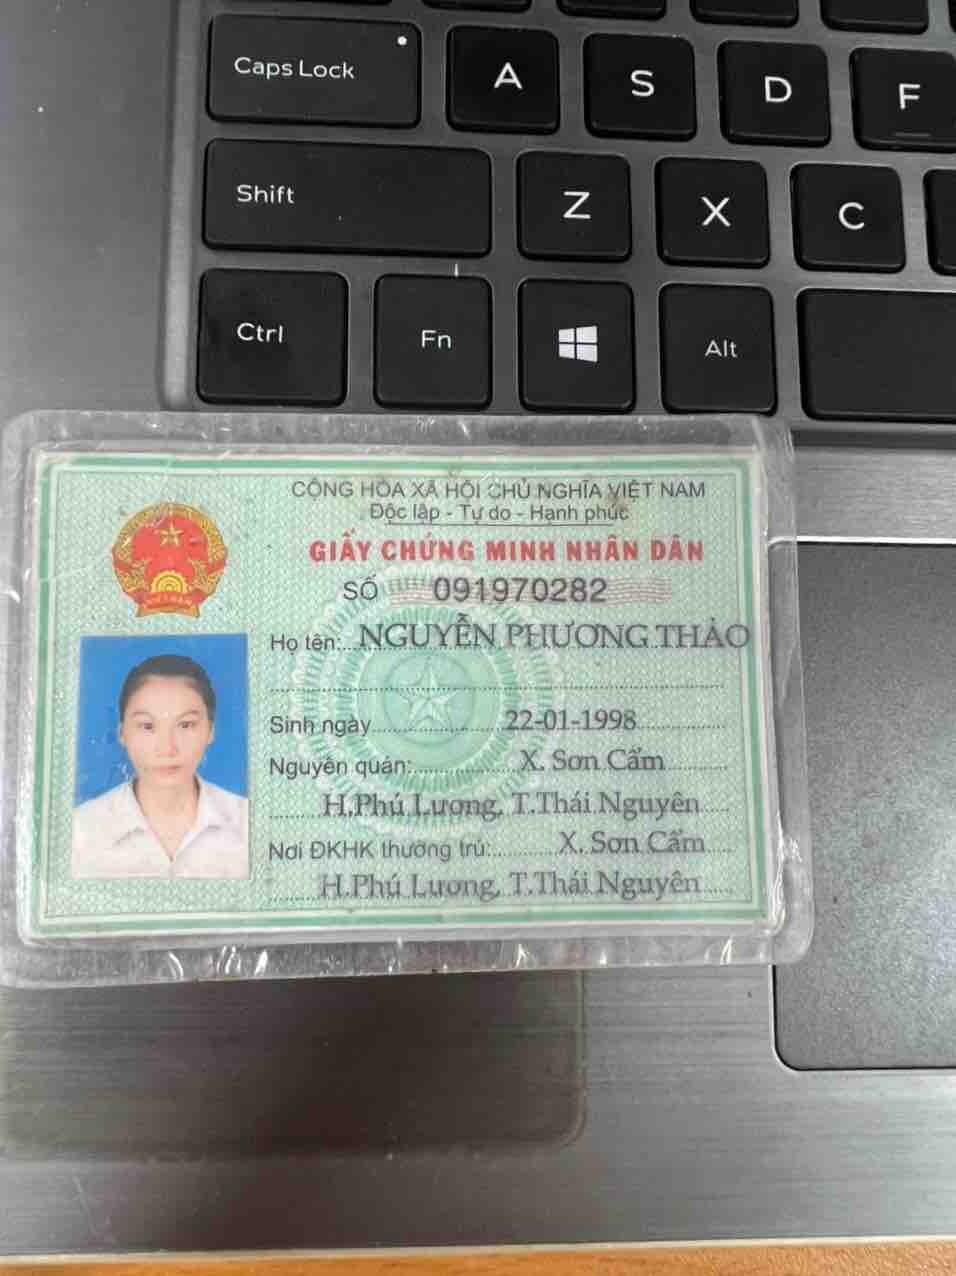 Caps Lock
A
S
D
F
Shift
Z
X
C
Ctrl
Fn
Alt
CỘNG HÒA XÃ HỘI CHỦ NGHĨA VIỆT NAM
Độc lập - Tự do - Hạnh phúc
GIẤY CHỨNG MINH NHÂN DÂN
SỐ 091970282
Họ tên: NGUYỄN PHƯƠNG THẢO
Sinh ngày 22-01-1998
Nguyên quán: X. Sơn Cẩm
H.Phú Lương, T.Thái Nguyên
Nơi ĐKHK thường trú: X. Sơn Cẩm
H.Phú Lương, T.Thái Nguyên